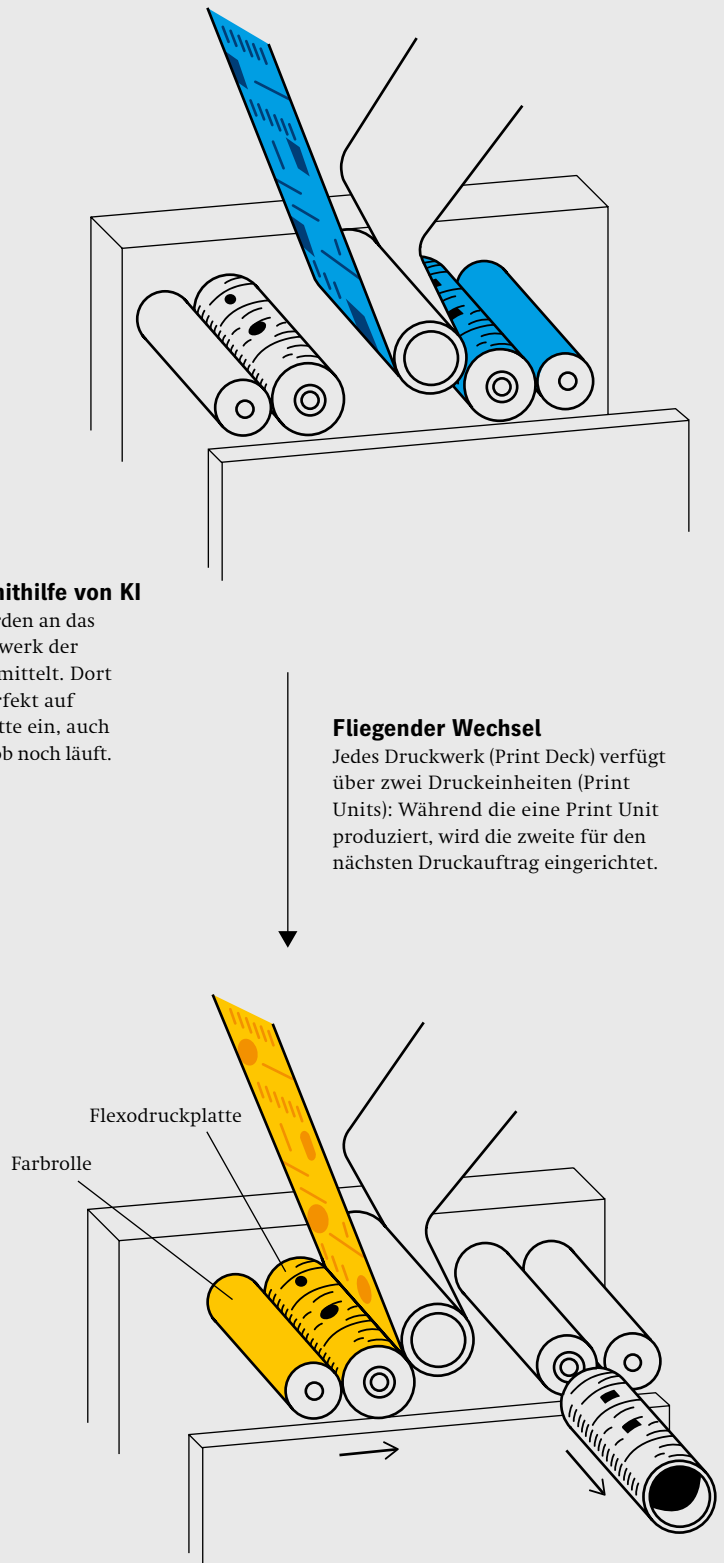 mithilfe von KI
rden an das
werk der
mittelt. Dort
rfekt auf
tte ein, auch
ob noch läuft.
Fliegender Wechsel
Jedes Druckwerk (Print Deck) verfügt
über zwei Druckeinheiten (Print
Units): Während die eine Print Unit
produziert, wird die zweite für den
nächsten Druckauftrag eingerichtet.
Flexodruckplatte
Farbrolle